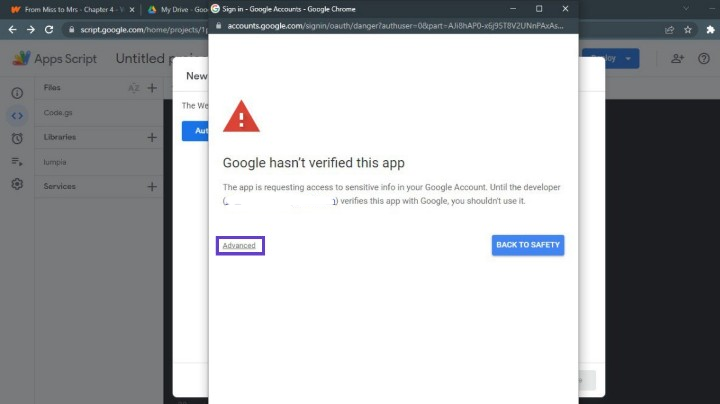 From Miss to Mrs - Chapter 4 -
My Drive - Goo
Sign in - Google Accounts - Google Chrome
script.google.com/home/projects/1
accounts.google.com/signin/oauth/danger?authuser=0&part=AJi8hAP0-x6j95T8V2UNnPAxAs...
Apps Script
Untitled
Files
AZ
Code.gs
Libraries
lumpia
Services
New
The We
Aut
Google hasn't verified this app
The app is requesting access to sensitive info in your Google Account. Until the developer
( ) verifies this app with Google, you shouldn't use it.
Advanced
BACK TO SAFETY